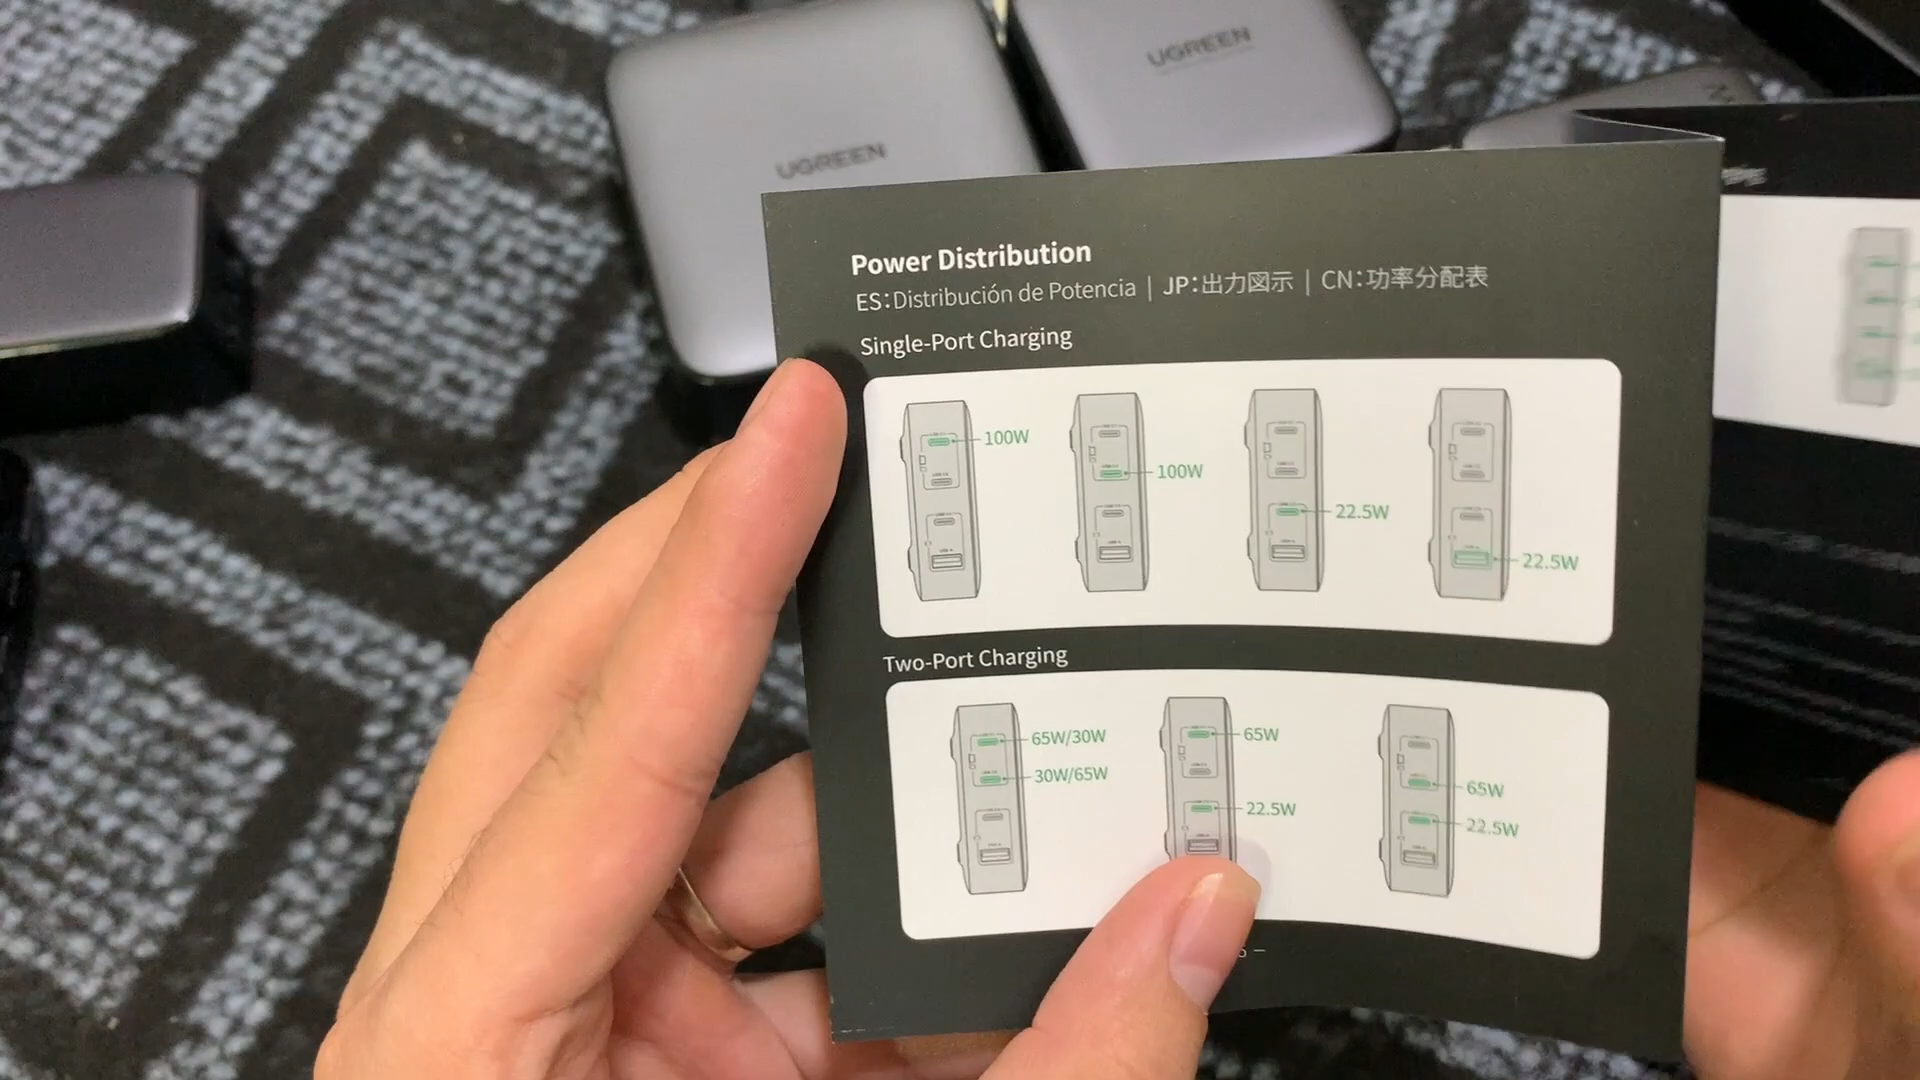 UGREEN
UGREEN
Power Distribution
ES:Distribución de Potencia | JP:出力図示 | CN:功率分配表
Single-Port Charging
100W
100W
22.5W
22.5W
Two-Port Charging
65W/30W
30W/65W
65W
22.5W
65W
22.5W